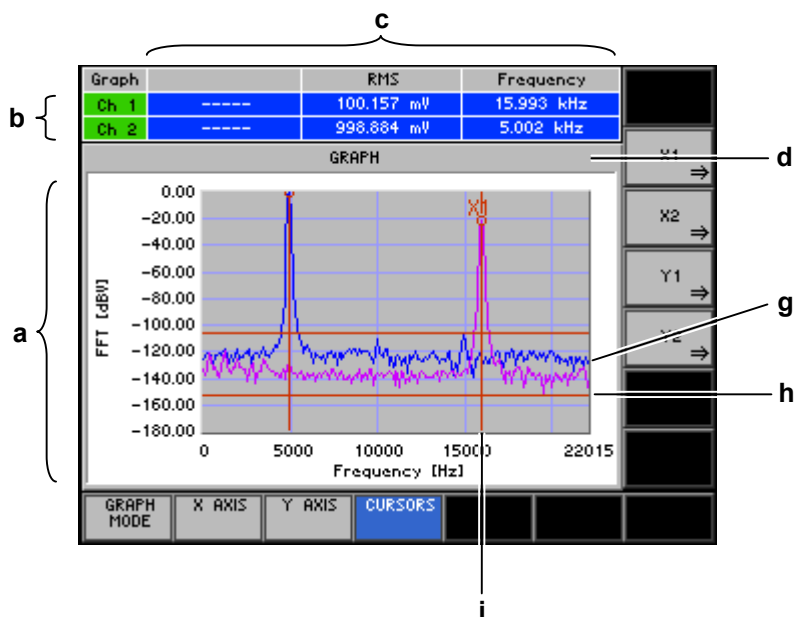 c
Graph RMS Frequency
b
Ch 1 ----- 100.157 mV 15.993 kHz
Ch 2 ----- 998.884 mV 5.002 kHz
GRAPH
d
X1
⇒
X2
⇒
Y1
⇒
Y2
⇒
a
FFT [dBV]
0.00
-20.00
-40.00
-60.00
-80.00
-100.00
-120.00
-140.00
-160.00
-180.00
g
h
0 5000 10000 15000 22015
Frequency [Hz]
GRAPH MODE
X AXIS
Y AXIS
CURSORS
i